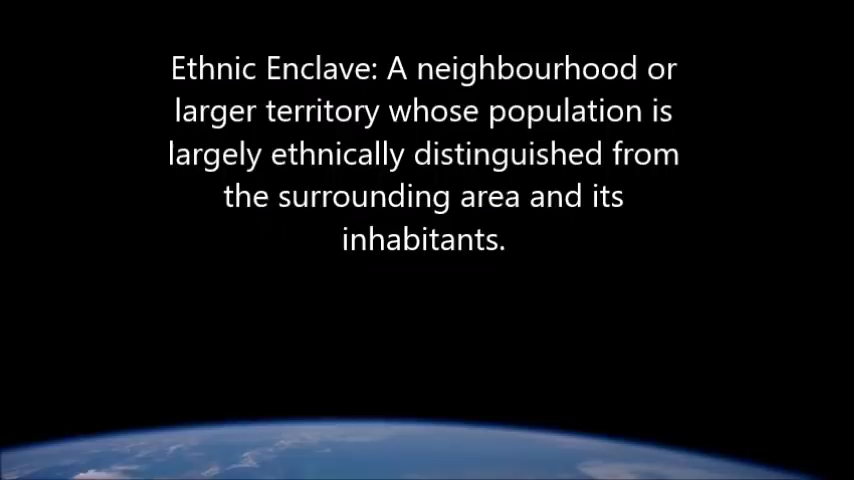 Ethnic Enclave: A neighbourhood or
larger territory whose population is
largely ethnically distinguished from
the surrounding area and its
inhabitants.